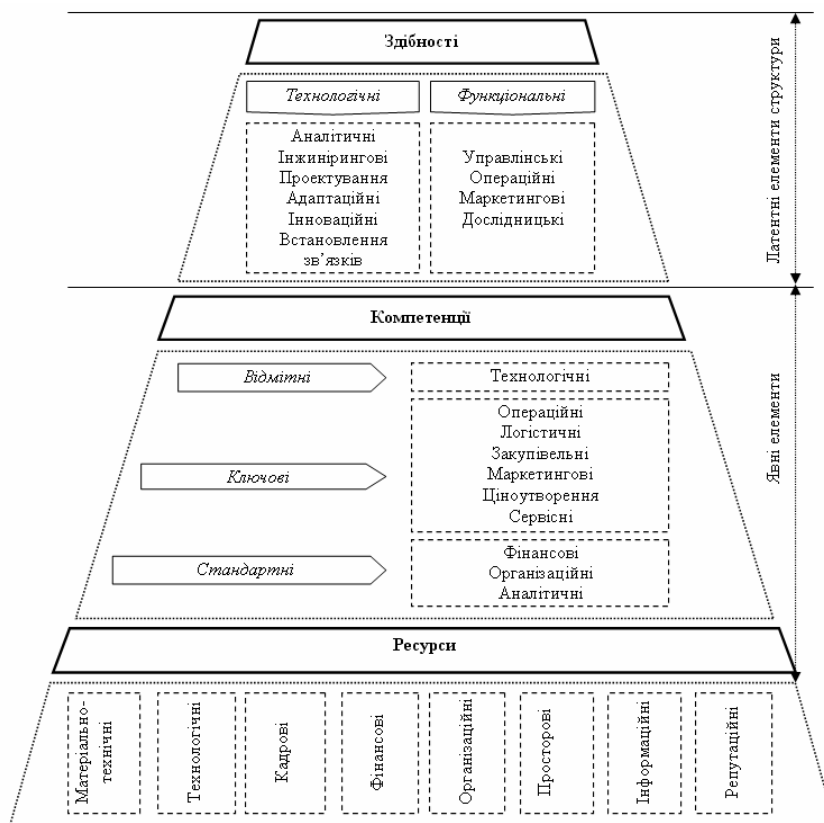 Здібності
Технологічні
Функціональні
Аналітичні
Інжинірингові
Проектування
Адаптаційні
Інноваційні
Встановлення
зв’язків
Управлінські
Операційні
Маркетингові
Дослідницькі
Латентні елементи структури
Компетенції
Відмітні
Технологічні
Ключові
Операційні
Логістичні
Закупівельні
Маркетингові
Ціноутворення
Сервісні
Стандартні
Фінансові
Організаційні
Аналітичні
Явні елементи
Ресурси
Матеріально-
технічні
Технологічні
Кадрові
Фінансові
Організаційні
Просторові
Інформаційні
Репутаційні